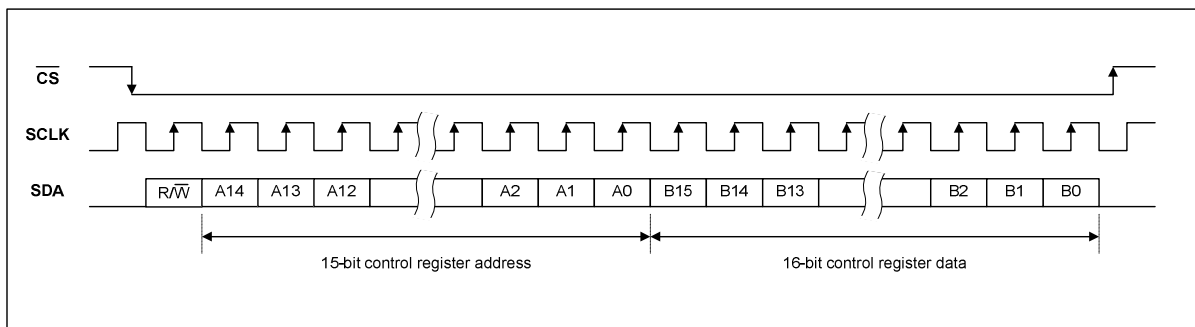 C̅S̅
SCLK
SDA R/W̅ A14 A13 A12 A2 A1 A0 B15 B14 B13 B2 B1 B0
15-bit control register address 16-bit control register data